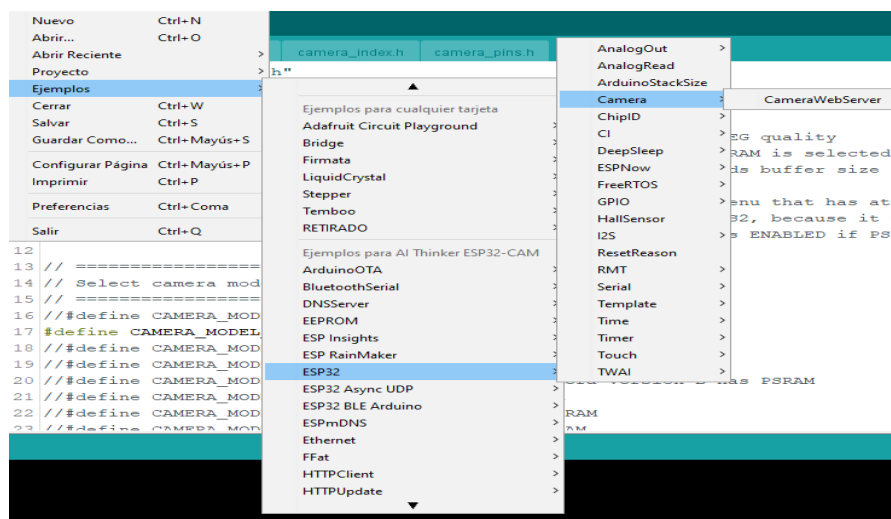 Nuevo Ctrl+N
Abrir... Ctrl+O
Abrir Reciente >
Proyecto >
Ejemplos >
Cerrar Ctrl+W
Salvar Ctrl+S
Guardar Como... Ctrl+Mayús+S
Configurar Página Ctrl+Mayús+P
Imprimir Ctrl+P
Preferencias Ctrl+Coma
Salir Ctrl+Q
camera_index.h camera_pins.h
h"
Ejemplos para cualquier tarjeta
Adafruit Circuit Playground >
Bridge >
Firmata >
LiquidCrystal >
Stepper >
Temboo >
RETIRADO >
Ejemplos para AI Thinker ESP32-CAM
ArduinoOTA >
BluetoothSerial >
DNSServer >
EEPROM >
ESP Insights >
ESP RainMaker >
ESP32 >
ESP32 Async UDP >
ESP32 BLE Arduino >
ESPmDNS >
Ethernet >
FFat >
HTTPClient >
HTTPUpdate >
AnalogOut >
AnalogRead
ArduinoStackSize
Camera >
ChipID >
CI >
DeepSleep >
ESPNow >
FreeRTOS >
GPIO >
HallSensor
I2S >
ResetReason
RMT >
Serial >
Template >
Time >
Timer >
Touch >
TWAI >
CameraWebServer
EG quality
RAM is selected
ds buffer size
enu that has at
32, because it
s ENABLED if PS
12
13 // =================
14 // Select camera mod
15 // =================
16 //#define CAMERA_MOD
17 #define CAMERA_MODEL_
18 //#define CAMERA_MOD
19 //#define CAMERA_MOD
20 //#define CAMERA_MOD has PSRAM
21 //#define CAMERA_MOD
22 //#define CAMERA_MOD RAM
23 //#define CAMERA_MOD